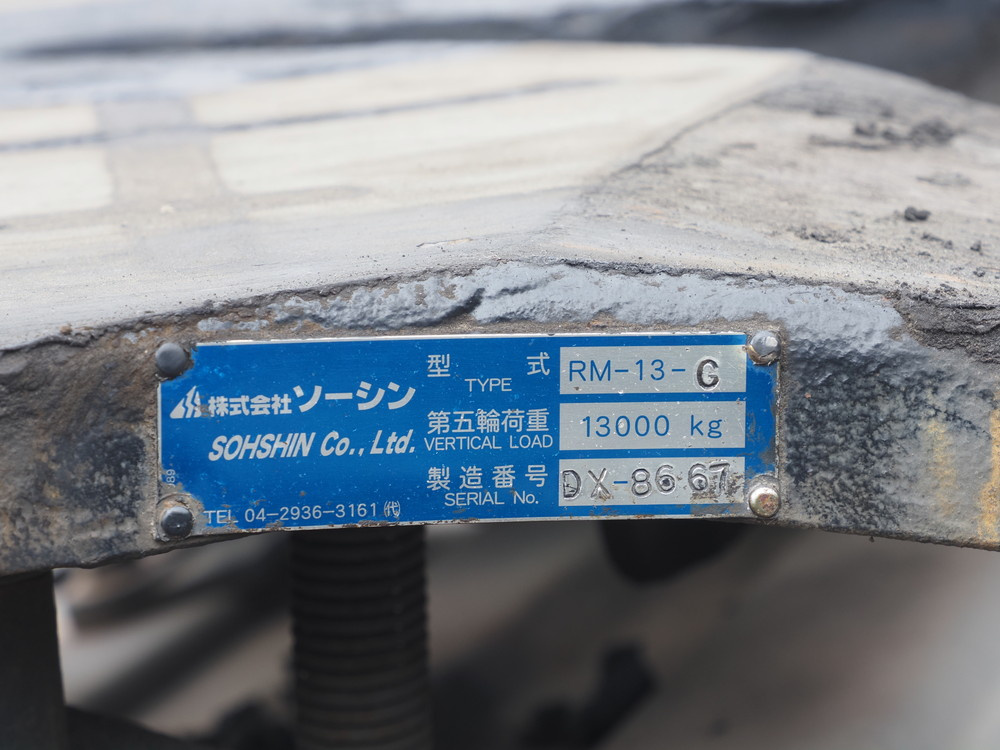 株式会社ソーシン
SOHSHIN Co., Ltd.
TEL 04-2936-3161 ㈹
型 式
TYPE
RM-13-G
第五輪荷重
VERTICAL LOAD
13000 kg
製造番号
SERIAL No.
DX-8667